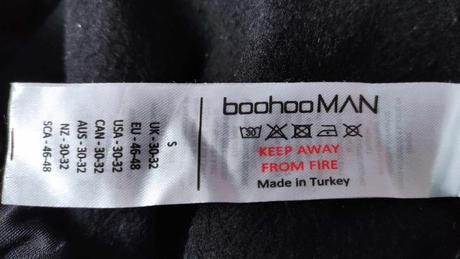 S
UK - 30-32
EU - 46-48
USA - 30-32
CAN - 30-32
AUS - 30-32
NZ - 30-32
SCA - 46-48
boohooMAN
30
KEEP AWAY
FROM FIRE
Made in Turkey